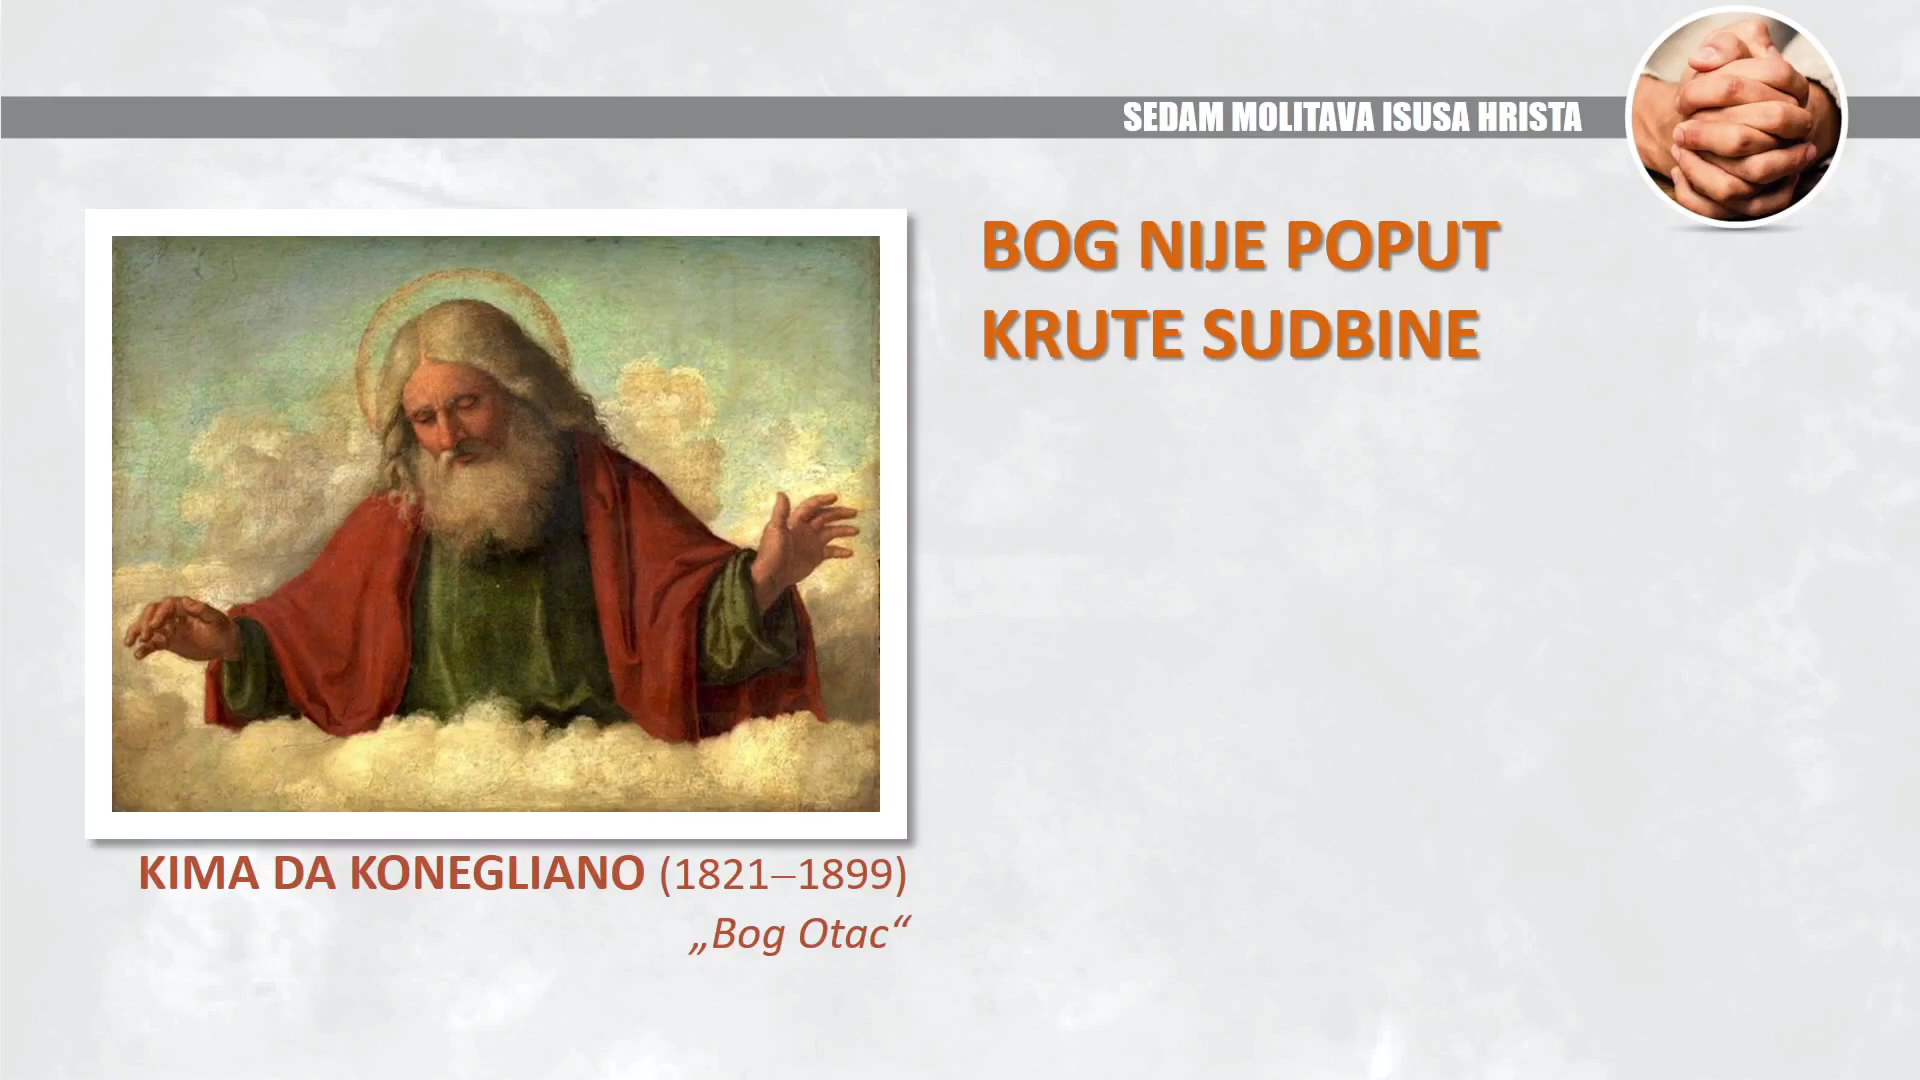 SEDAM MOLITAVA ISUSA HRISTA
BOG NIJE POPUT
KRUTE SUDBINE
KIMA DA KONEGLIANO (1821–1899)
„Bog Otac“